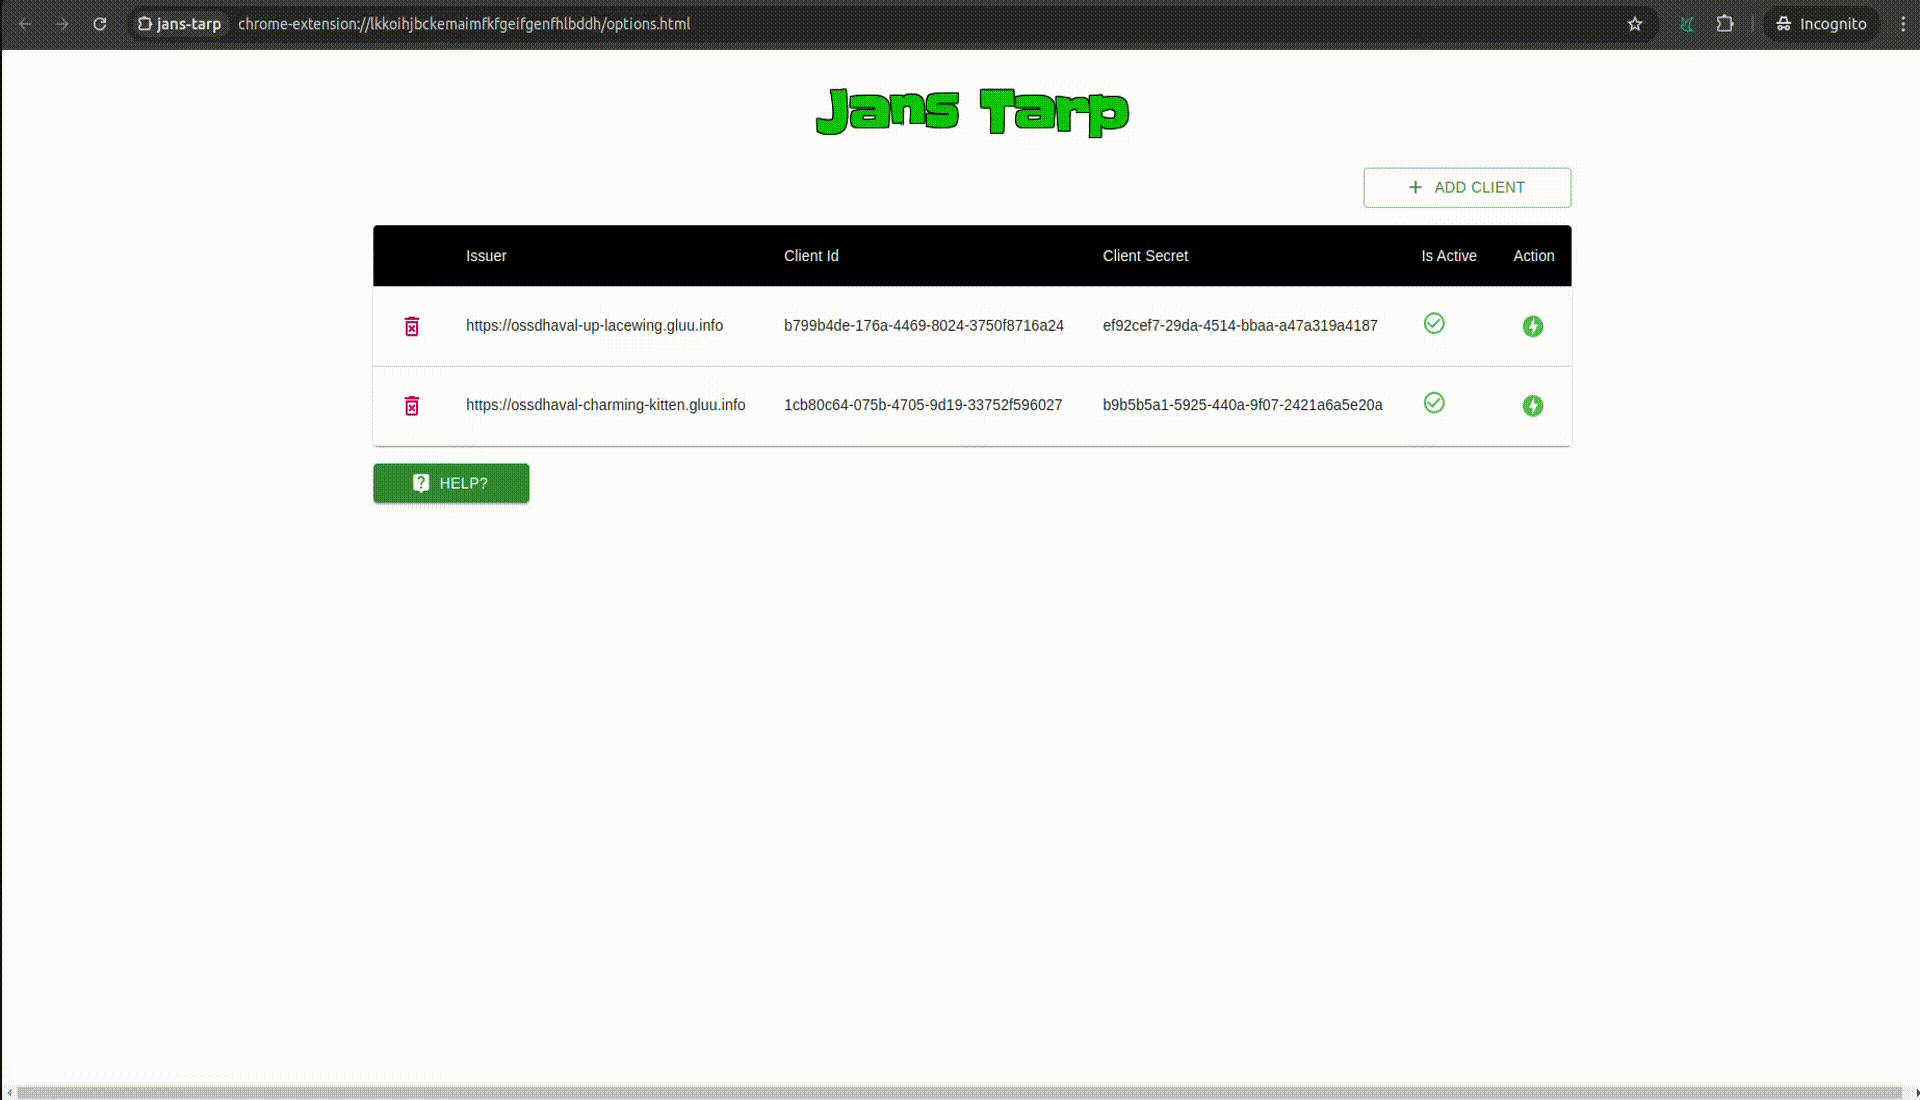 jans-tarp chrome-extension://lkkoihjbckemaimfkfgeifgenfhlbddh/options.html Incognito
Jans Tarp
+ ADD CLIENT
Issuer Client Id Client Secret Is Active Action
https://ossdhaval-up-lacewing.gluu.info b799b4de-176a-4469-8024-3750f8716a24 ef92cef7-29da-4514-bbaa-a47a319a4187
https://ossdhaval-charming-kitten.gluu.info 1cb80c64-075b-4705-9d19-33752f596027 b9b5b5a1-5925-440a-9f07-2421a6a5e20a
HELP?